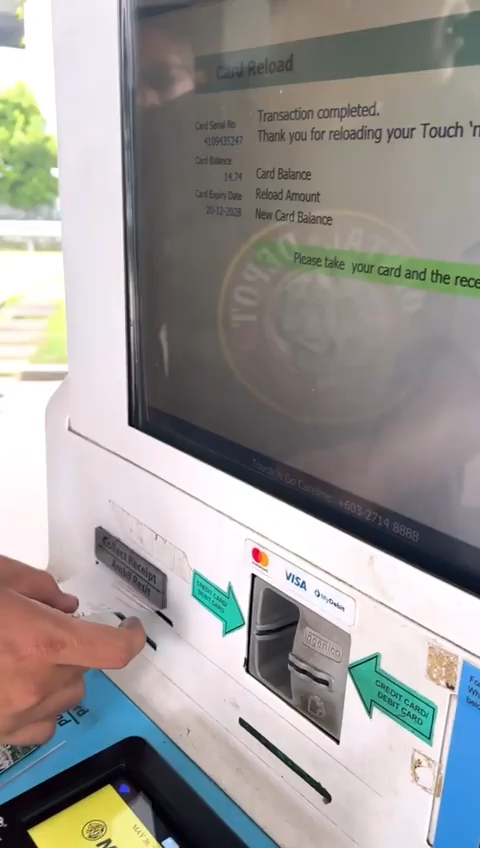 Card Reload
Transaction completed.
Thank you for reloading your Touch 'n
Card Serial No
4109435247
Card Balance
14.74
Card Expiry Date
20-12-2028
Card Balance
Reload Amount
New Card Balance
Please take your card and the rece
Touch 'n Go Careline: +603-2714 8888
Collect Receipt
Ambil Resit
CREDIT CARD/
DEBIT CARD
VISA
MyDebit
ingenico
CREDIT CARD/
DEBIT CARD
MAY 20